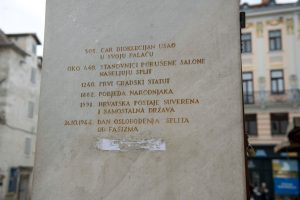 305. CAR DIOKLECIJAN UŠAO
U SVOJU PALAČU
OKO 640. STANOVNICI PORUŠENE SALONE
NASELJUJU SPLIT
1240. PRVI GRADSKI STATUT
1882. POBJEDA NARODNJAKA
1991. HRVATSKA POSTAJE SUVERENA
I SAMOSTALNA DRŽAVA
26.10.1944. DAN OSLOBOĐENJA SPLITA
OD FAŠIZMA